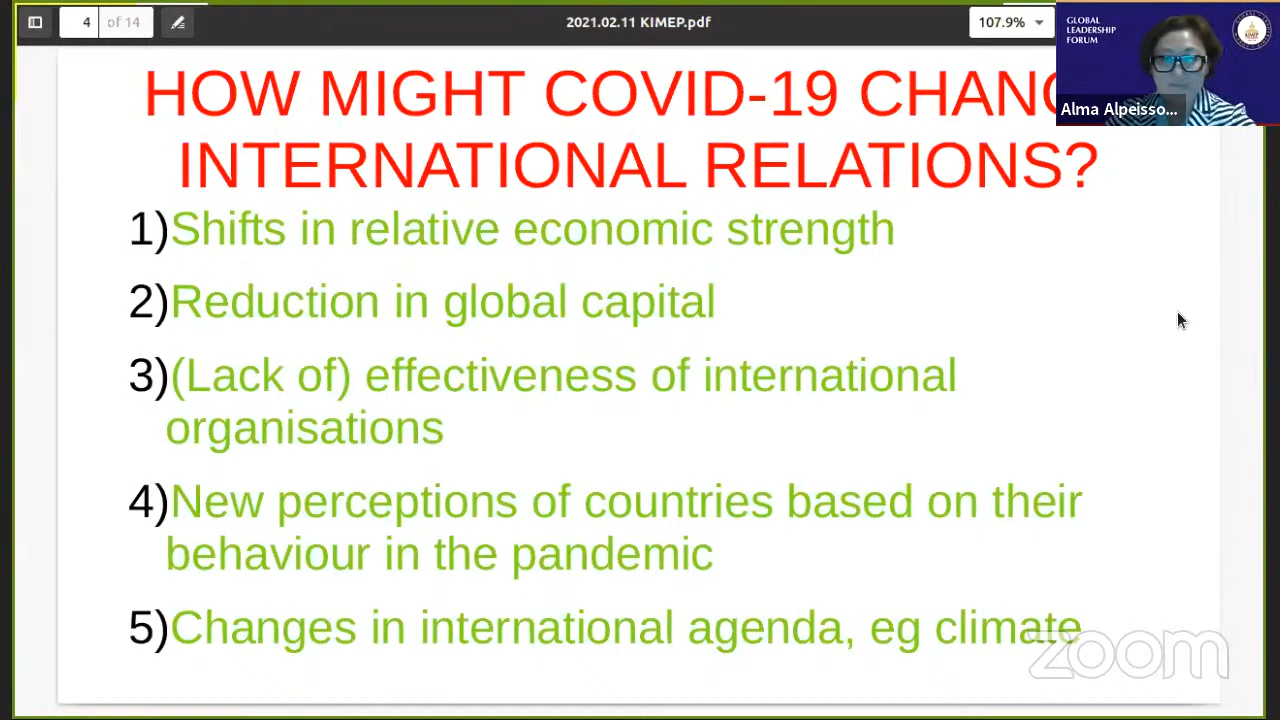 4 of 14
2021.02.11 KIMEP.pdf
107.9%
GLOBAL
LEADERSHIP
FORUM
Alma Alpeisso...
HOW MIGHT COVID-19 CHANG
INTERNATIONAL RELATIONS?
1)Shifts in relative economic strength
2)Reduction in global capital
3)(Lack of) effectiveness of international
organisations
4)New perceptions of countries based on their
behaviour in the pandemic
5)Changes in international agenda, eg climate
zoom